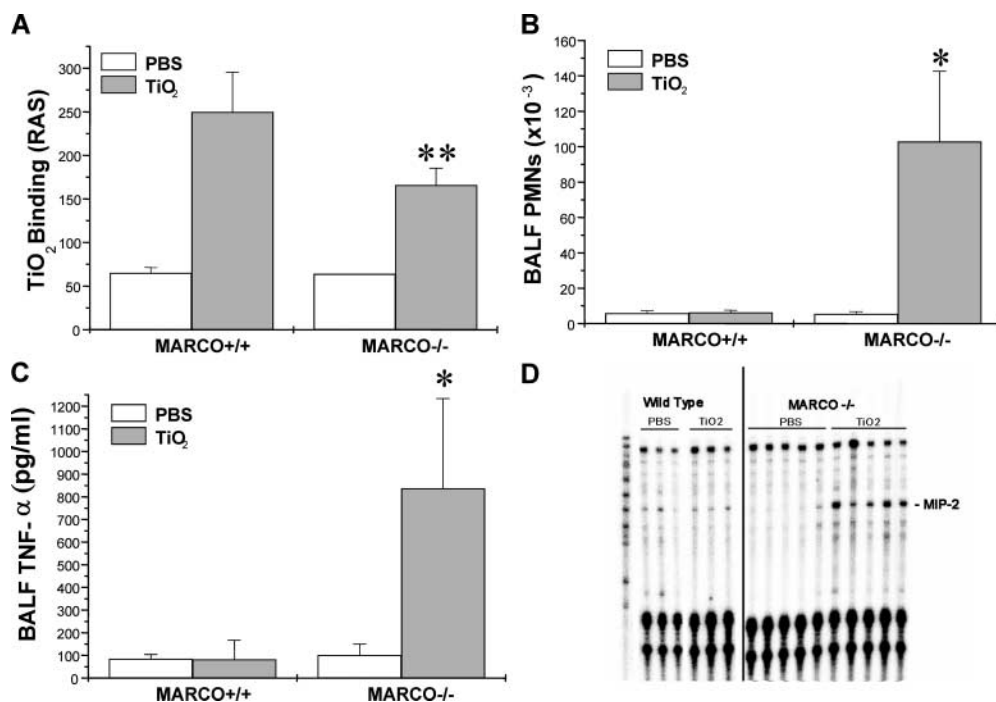 A
PBS
TiO2
TiO2 Binding (RAS)
300
250
200
150
100
50
0
**
MARCO+/+
MARCO-/-
B
PBS
TiO2
BALF PMNs (x10-3)
160
140
120
100
80
60
40
20
0
*
MARCO+/+
MARCO-/-
C
PBS
TiO2
BALF TNF- α (pg/ml)
1200
1100
1000
900
800
700
600
500
400
300
200
100
0
*
MARCO+/+
MARCO-/-
D
Wild Type
MARCO -/-
PBS
TiO2
PBS
TiO2
- MIP-2